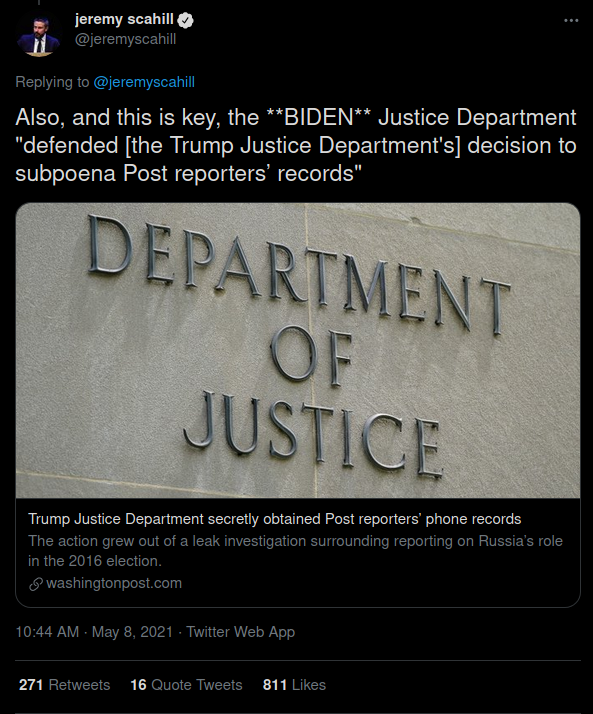 jeremy scahill
@jeremyscahill
Replying to @jeremyscahill
Also, and this is key, the **BIDEN** Justice Department
"defended [the Trump Justice Department's] decision to
subpoena Post reporters’ records"
DEPARTMENT
OF
JUSTICE
Trump Justice Department secretly obtained Post reporters’ phone records
The action grew out of a leak investigation surrounding reporting on Russia’s role
in the 2016 election.
washingtonpost.com
10:44 AM · May 8, 2021 · Twitter Web App
271 Retweets 16 Quote Tweets 811 Likes